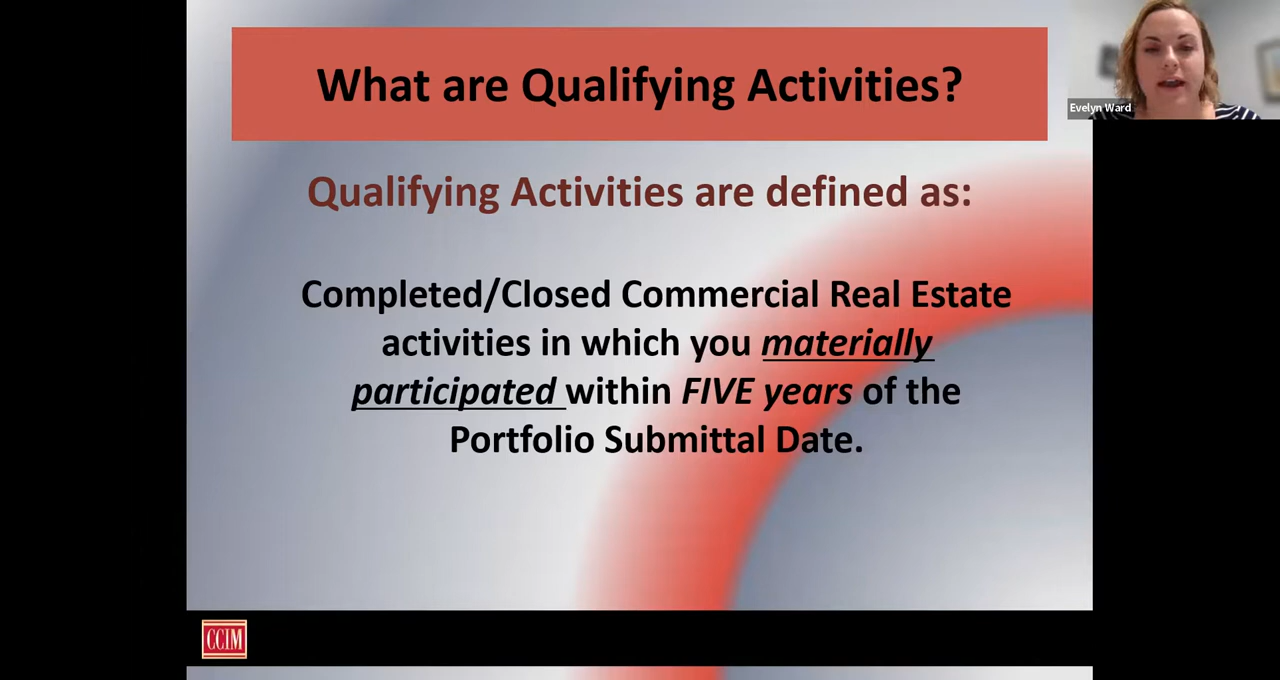 What are Qualifying Activities?
Evelyn Ward
Qualifying Activities are defined as:
Completed/Closed Commercial Real Estate
activities in which you materially
participated within FIVE years of the
Portfolio Submittal Date.
CCIM